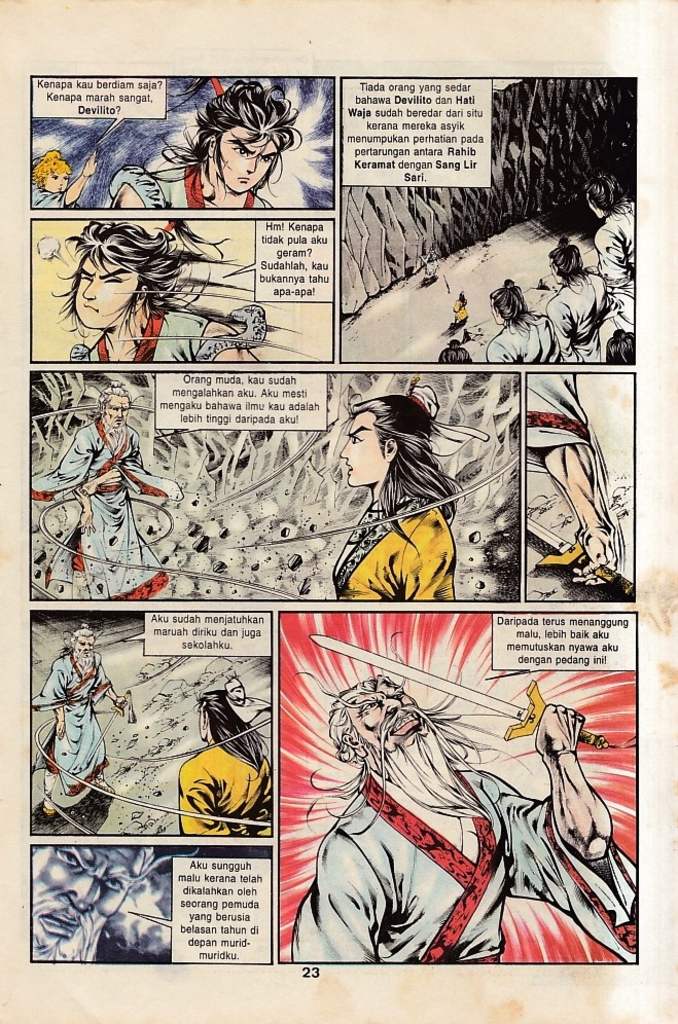 Kenapa kau berdiam saja?
Kenapa marah sangat,
Devilito?
Tiada orang yang sedar
bahawa Devilito dan Hati
Waja sudah beredar dari situ
kerana mereka asyik
menumpukan perhatian pada
pertarungan antara Rahib
Keramat dengan Sang Lir
Sari.
Hm! Kenapa
tidak pula aku
geram?
Sudahlah, kau
bukannya tahu
apa-apa!
Orang muda, kau sudah
mengalahkan aku. Aku mesti
mengaku bahawa ilmu kau adalah
lebih tinggi daripada aku!
Aku sudah menjatuhkan
maruah diriku dan juga
sekolahku.
Daripada terus menanggung
malu, lebih baik aku
memutuskan nyawa aku
dengan pedang ini!
Aku sungguh
malu kerana telah
dikalahkan oleh
seorang pemuda
yang berusia
belasan tahun di
depan murid-
muridku.
23